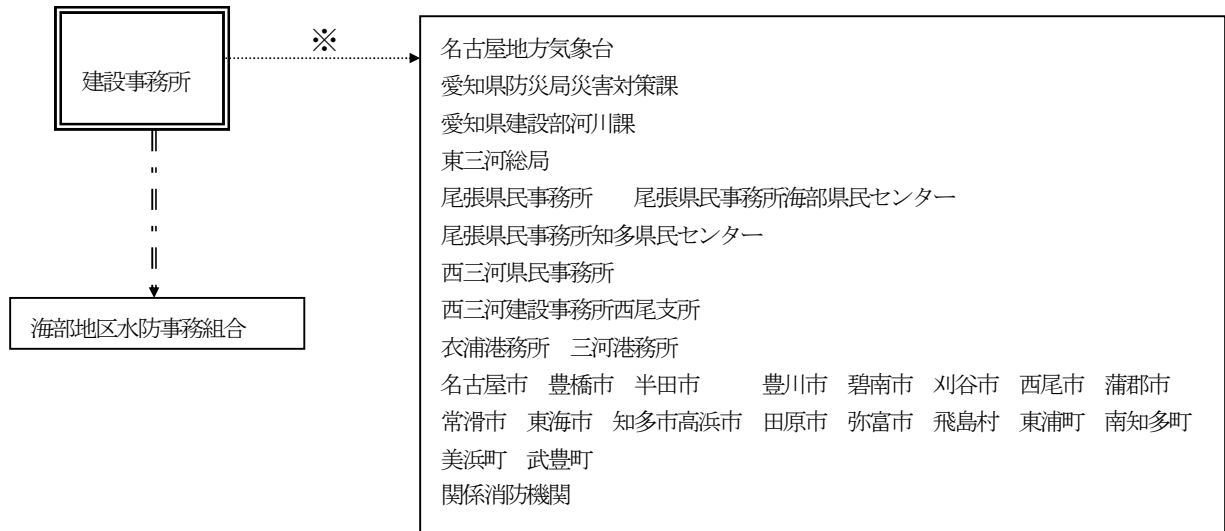 建設事務所
※
海部地区水防事務組合
名古屋地方気象台
愛知県防災局災害対策課
愛知県建設部河川課
東三河総局
尾張県民事務所　　尾張県民事務所海部県民センター
尾張県民事務所知多県民センター
西三河県民事務所
西三河建設事務所西尾支所
衣浦港務所　三河港務所
名古屋市　豊橋市　半田市　　　豊川市　碧南市　刈谷市　西尾市　蒲郡市
常滑市　東海市　知多市高浜市　田原市　弥富市　飛島村　東浦町　南知多町
美浜町　武豊町
関係消防機関